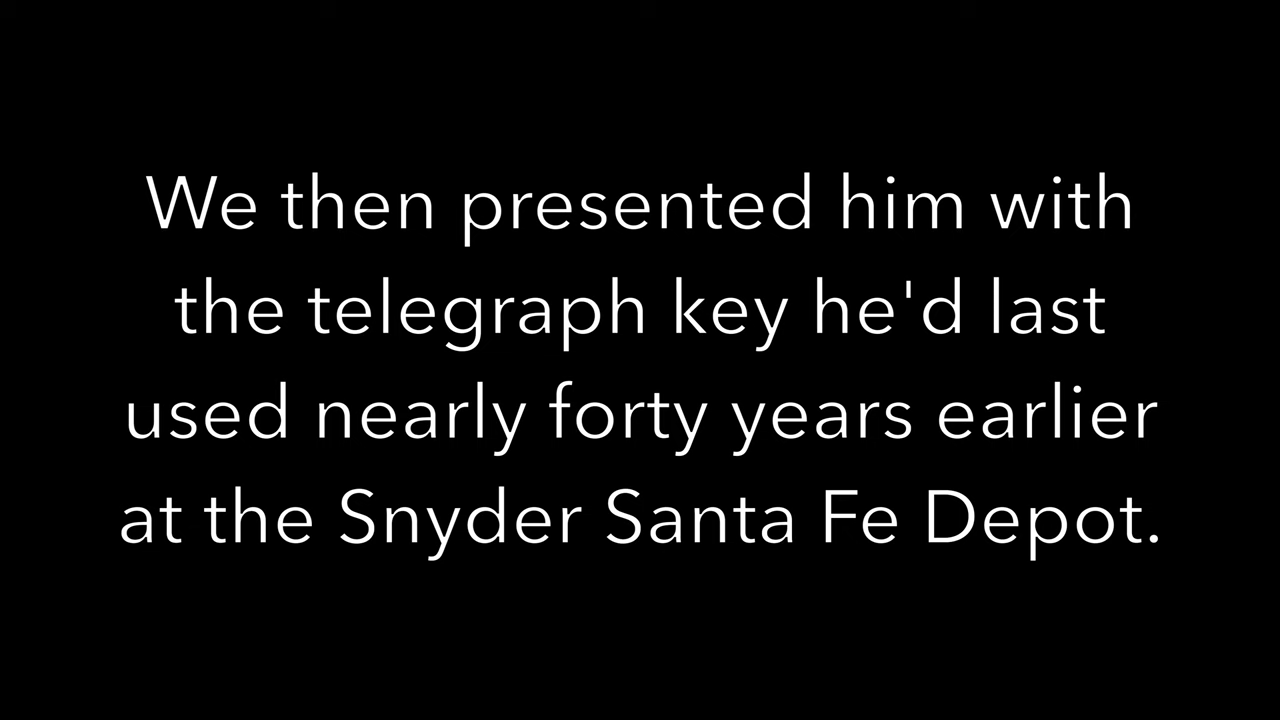 We then presented him with
the telegraph key he'd last
used nearly forty years earlier
at the Snyder Santa Fe Depot.